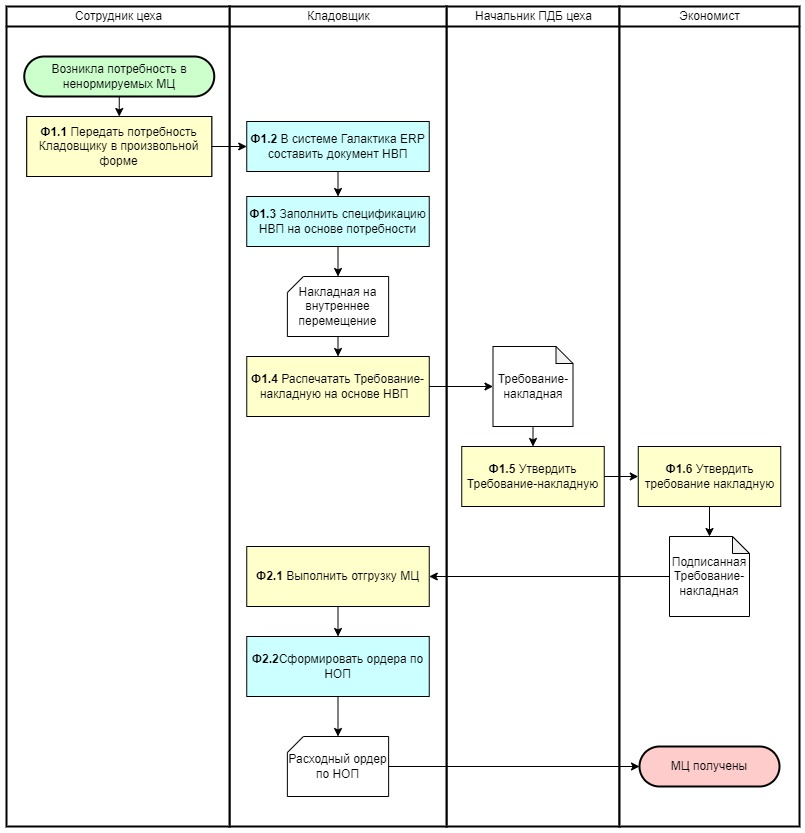 Сотрудник цеха
Кладовщик
Начальник ПДБ цеха
Экономист
Возникла потребность в
ненормируемых МЦ
Ф1.1 Передать потребность
Кладовщику в произвольной
форме
Ф1.2 В системе Галактика ERP
составить документ НВП
Ф1.3 Заполнить спецификацию
НВП на основе потребности
Накладная на
внутреннее
перемещение
Ф1.4 Распечатать Требование-
накладную на основе НВП
Требование-
накладная
Ф1.5 Утвердить
Требование-накладную
Ф1.6 Утвердить
требование накладную
Подписанная
Требование-
накладная
Ф2.1 Выполнить отгрузку МЦ
Ф2.2Сформировать ордера по
НОП
Расходный ордер
по НОП
МЦ получены